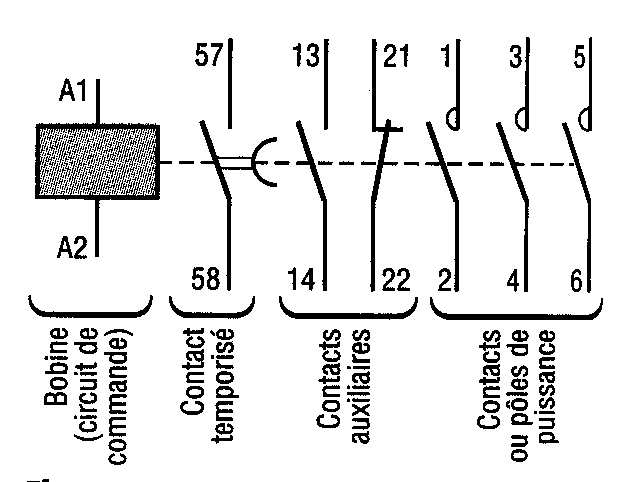 57 13 21 1 3 5
A1
A2
58 14 22 2 4 6
Bobine
(circuit de
commande)
Contact
temporisé
Contacts
auxiliaires
Contacts
ou pôles de
puissance